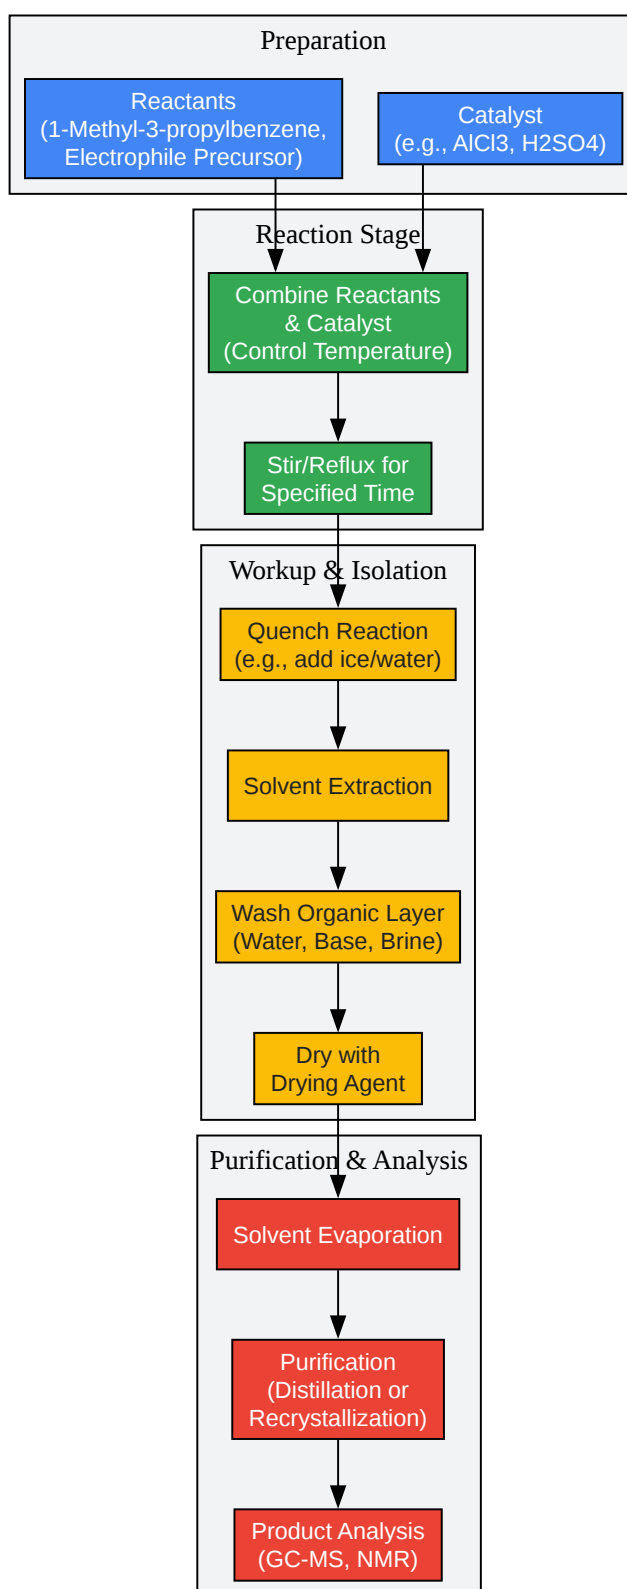 Preparation
Reactants
(1-Methyl-3-propylbenzene,
Electrophile Precursor)
Catalyst
(e.g., AlCl3, H2SO4)
Reaction Stage
Combine Reactants
& Catalyst
(Control Temperature)
Stir/Reflux for
Specified Time
Workup & Isolation
Quench Reaction
(e.g., add ice/water)
Solvent Extraction
Wash Organic Layer
(Water, Base, Brine)
Dry with
Drying Agent
Purification & Analysis
Solvent Evaporation
Purification
(Distillation or
Recrystallization)
Product Analysis
(GC-MS, NMR)